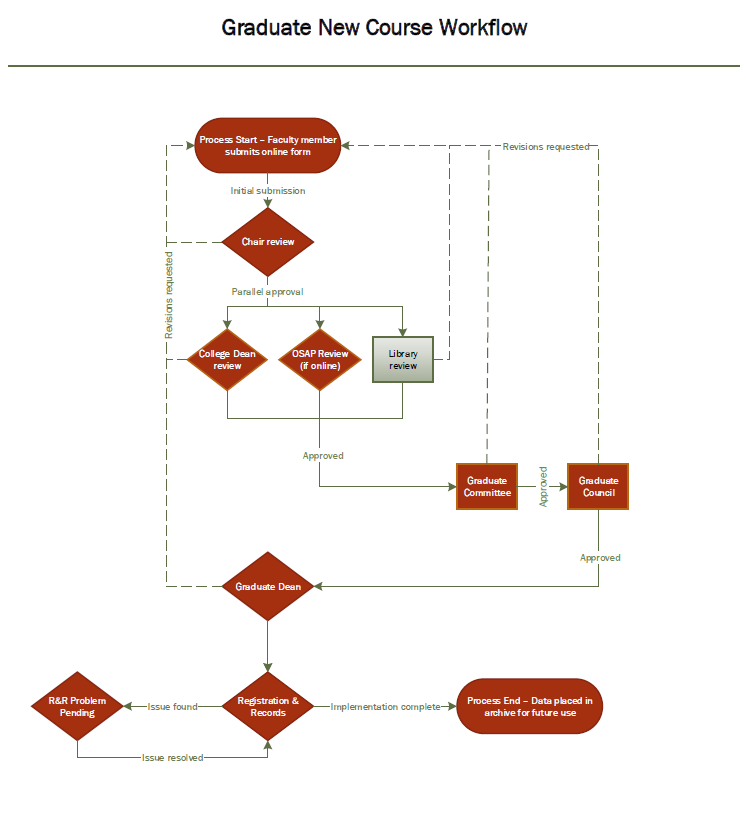 Graduate New Course Workflow
Process Start – Faculty member
submits online form
Revisions requested
Initial submission
Chair review
Revisions requested
Parallel approval
College Dean
review
OSAP Review
(if online)
Library
review
Approved
Graduate
Committee
Approved
Graduate
Council
Approved
Graduate Dean
R&R Problem
Pending
Issue found
Registration &
Records
Implementation complete
Process End – Data placed in
archive for future use
Issue resolved